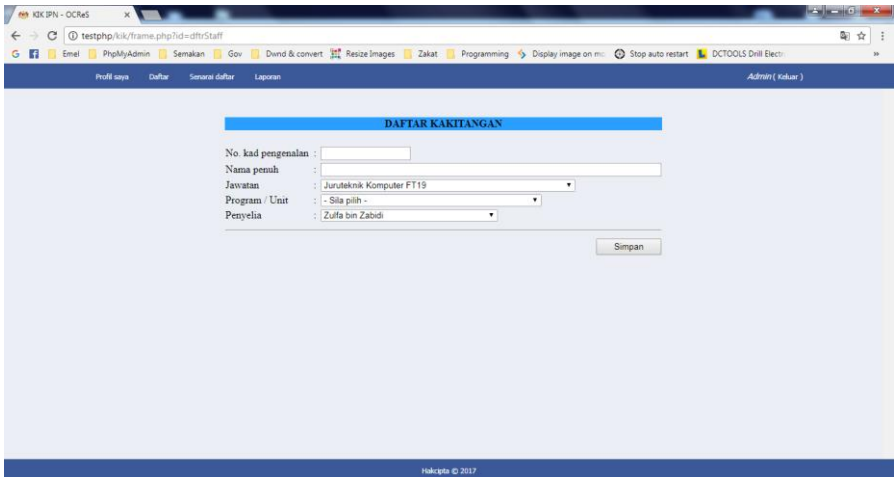 KIK JPN - OCReS
testphp/kik/frame.php?id=dftrStaff
Emel PhpMyAdmin Semakan Gov Dwnd & convert Resize Images Zakat Programming Display image on mo Stop auto restart DCTOOLS Drill Electr
Profil saya Daftar Senarai daftar Laporan Admin ( Keluar )
DAFTAR KAKITANGAN
No. kad pengenalan :
Nama penuh :
Jawatan : Juruteknik Komputer FT19
Program / Unit : - Sila pilih -
Penyelia : Zulfa bin Zabidi
Simpan
Hakcipta © 2017